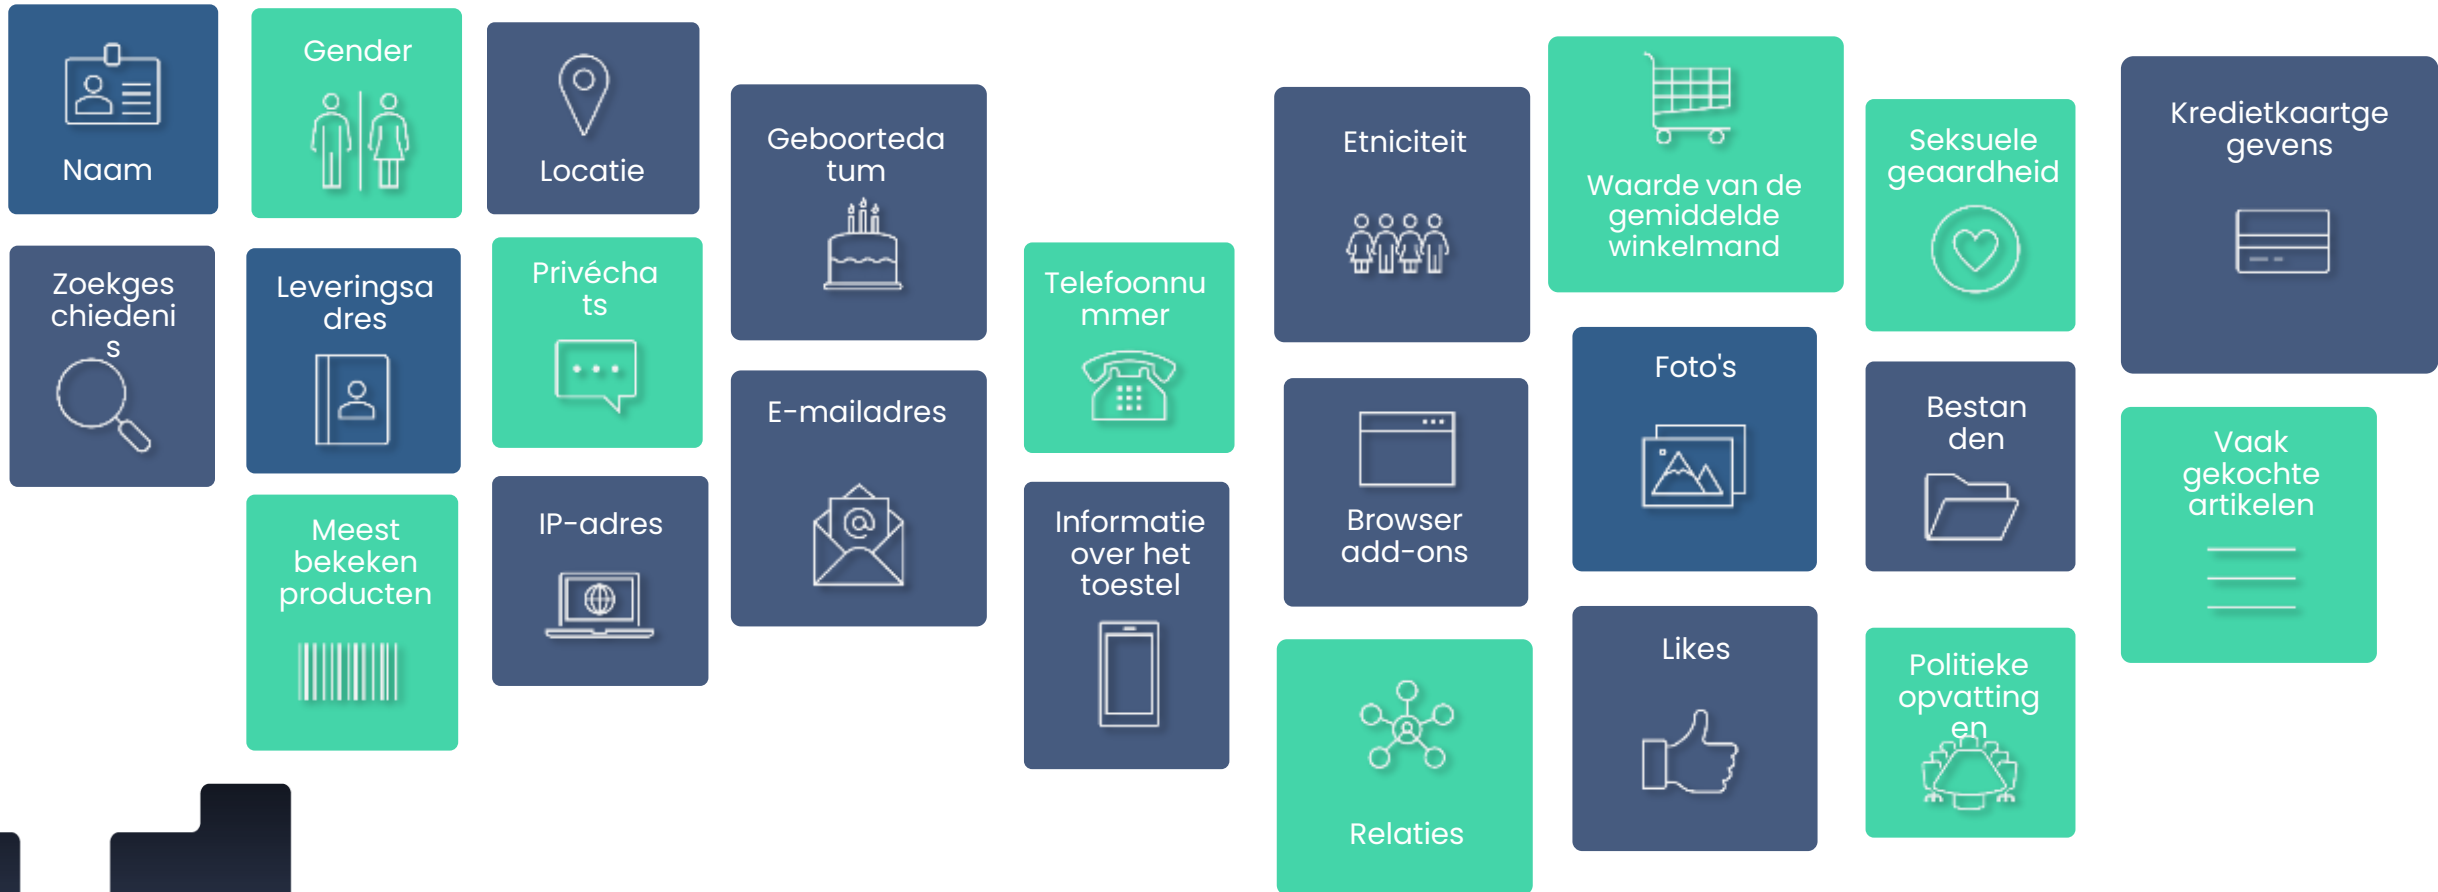 Naam
Gender
Locatie
Geboorteda
tum
Etniciteit
Waarde van de
gemiddelde
winkelmand
Seksuele
geaardheid
Kredietkaartge
gevens
Zoekges
chiedeni
s
Leveringsa
dres
Privécha
ts
Telefoonnu
mmer
E-mailadres
Foto's
Bestan
den
Vaak
gekochte
artikelen
Meest
bekeken
producten
IP-adres
Informatie
over het
toestel
Browser
add-ons
Likes
Politieke
opvatting
en
Relaties